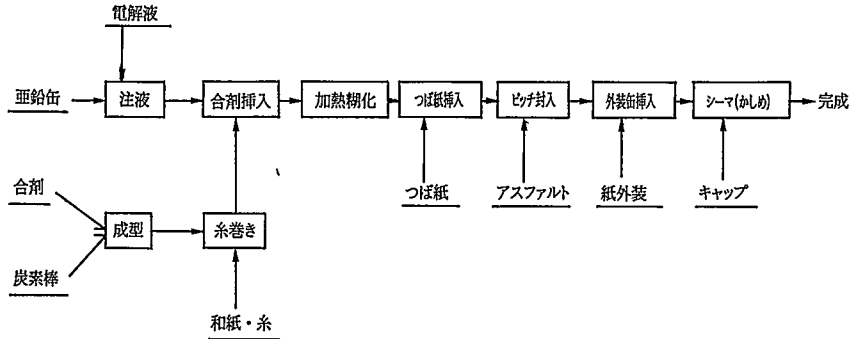 電解液
亜鉛缶
注液
合剤挿入
加熱糊化
つば紙挿入
ピッチ封入
外装缶挿入
シーマ(かしめ)
完成
つば紙
アスファルト
紙外装
キャップ
合剤
成型
糸巻き
炭素棒
和紙・糸